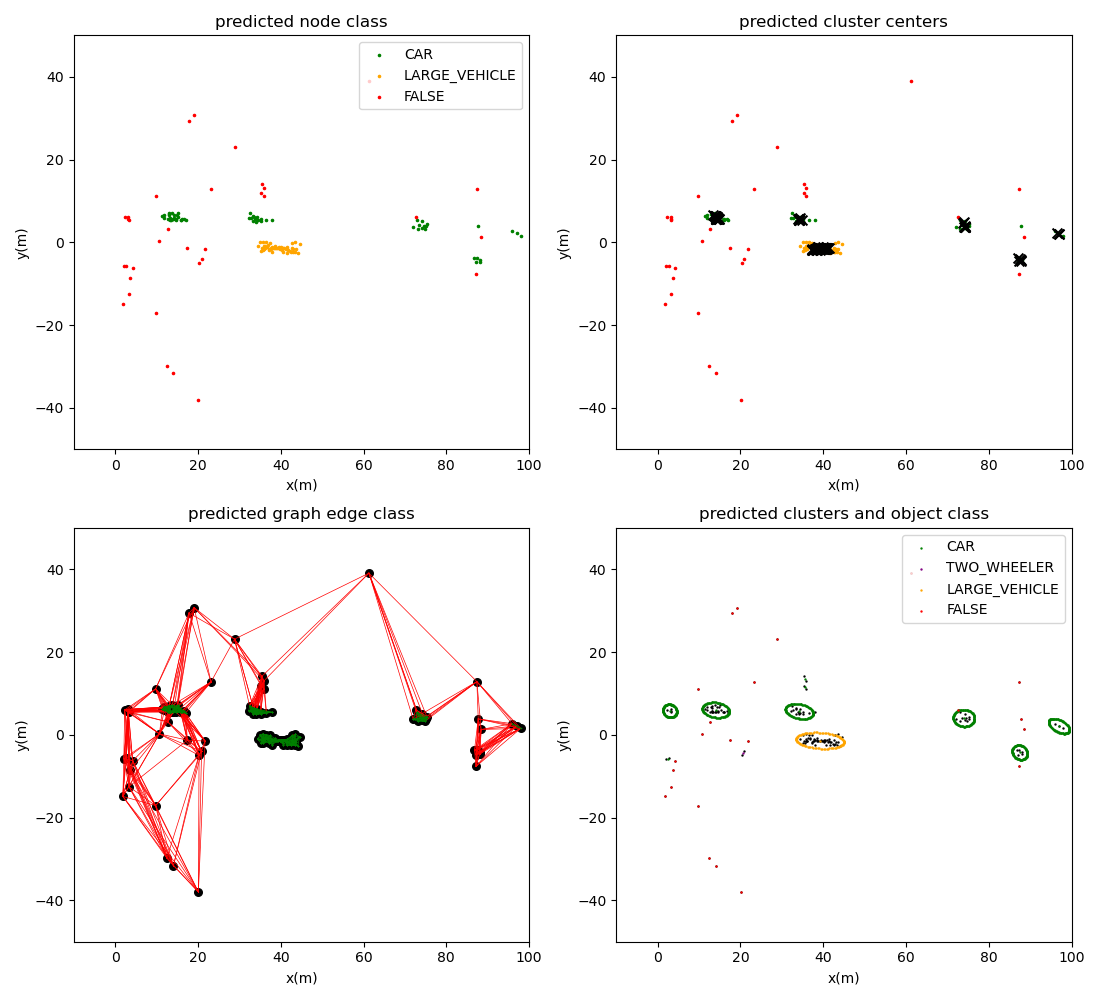 predicted node class
CAR
LARGE_VEHICLE
FALSE
40
20
0
−20
−40
y(m)
0 20 40 60 80 100
x(m)
predicted cluster centers
40
20
0
−20
−40
y(m)
0 20 40 60 80 100
x(m)
predicted graph edge class
40
20
0
−20
−40
y(m)
0 20 40 60 80 100
x(m)
predicted clusters and object class
CAR
TWO_WHEELER
LARGE_VEHICLE
FALSE
40
20
0
−20
−40
y(m)
0 20 40 60 80 100
x(m)